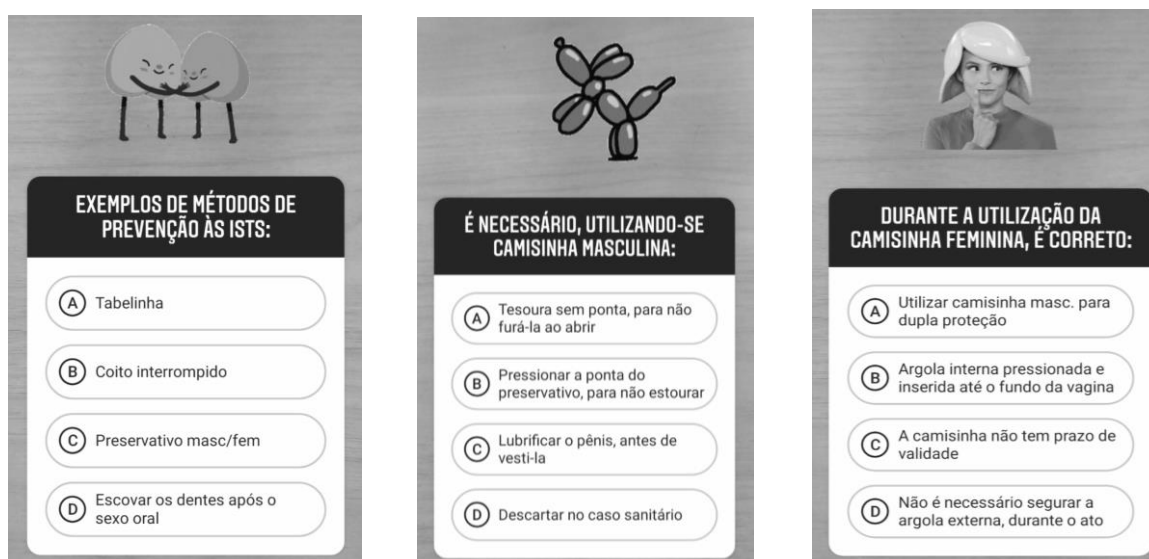 EXEMPLOS DE MÉTODOS DE
PREVENÇÃO ÀS ISTS:
A Tabelinha
B Coito interrompido
C Preservativo masc/fem
D Escovar os dentes após o
sexo oral
É NECESSÁRIO, UTILIZANDO-SE
CAMISINHA MASCULINA:
A Tesoura sem ponta, para não
furá-la ao abrir
B Pressionar a ponta do
preservativo, para não estourar
C Lubrificar o pênis, antes de
vesti-la
D Descartar no caso sanitário
DURANTE A UTILIZAÇÃO DA
CAMISINHA FEMININA, É CORRETO:
A Utilizar camisinha masc. para
dupla proteção
B Argola interna pressionada e
inserida até o fundo da vagina
C A camisinha não tem prazo de
validade
D Não é necessário segurar a
argola externa, durante o ato